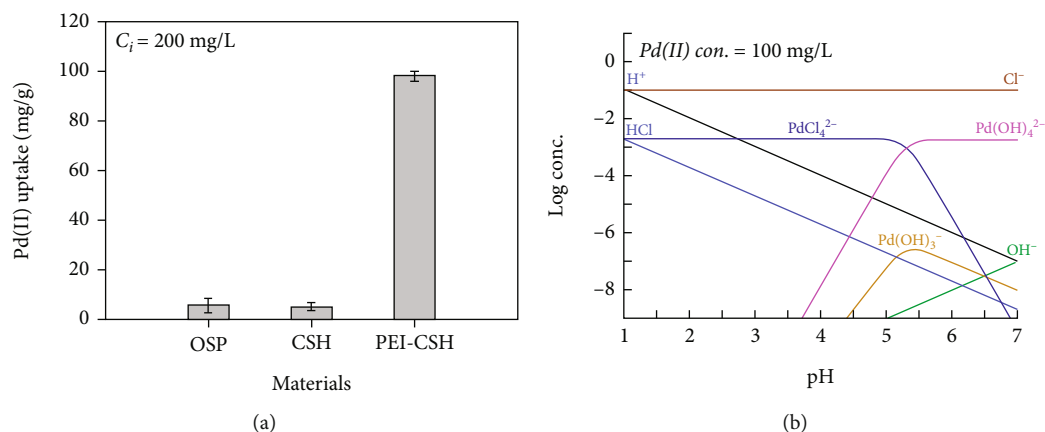 120
100
80
60
40
20
0
Pd(II) uptake (mg/g)
C_i = 200 mg/L
OSP
CSH
PEI-CSH
Materials
(a)
0
−2
−4
−6
−8
Log conc.
Pd(II) con. = 100 mg/L
H⁺
Cl⁻
HCl
PdCl₄²⁻
Pd(OH)₄²⁻
Pd(OH)₃⁻
OH⁻
1 2 3 4 5 6 7
pH
(b)